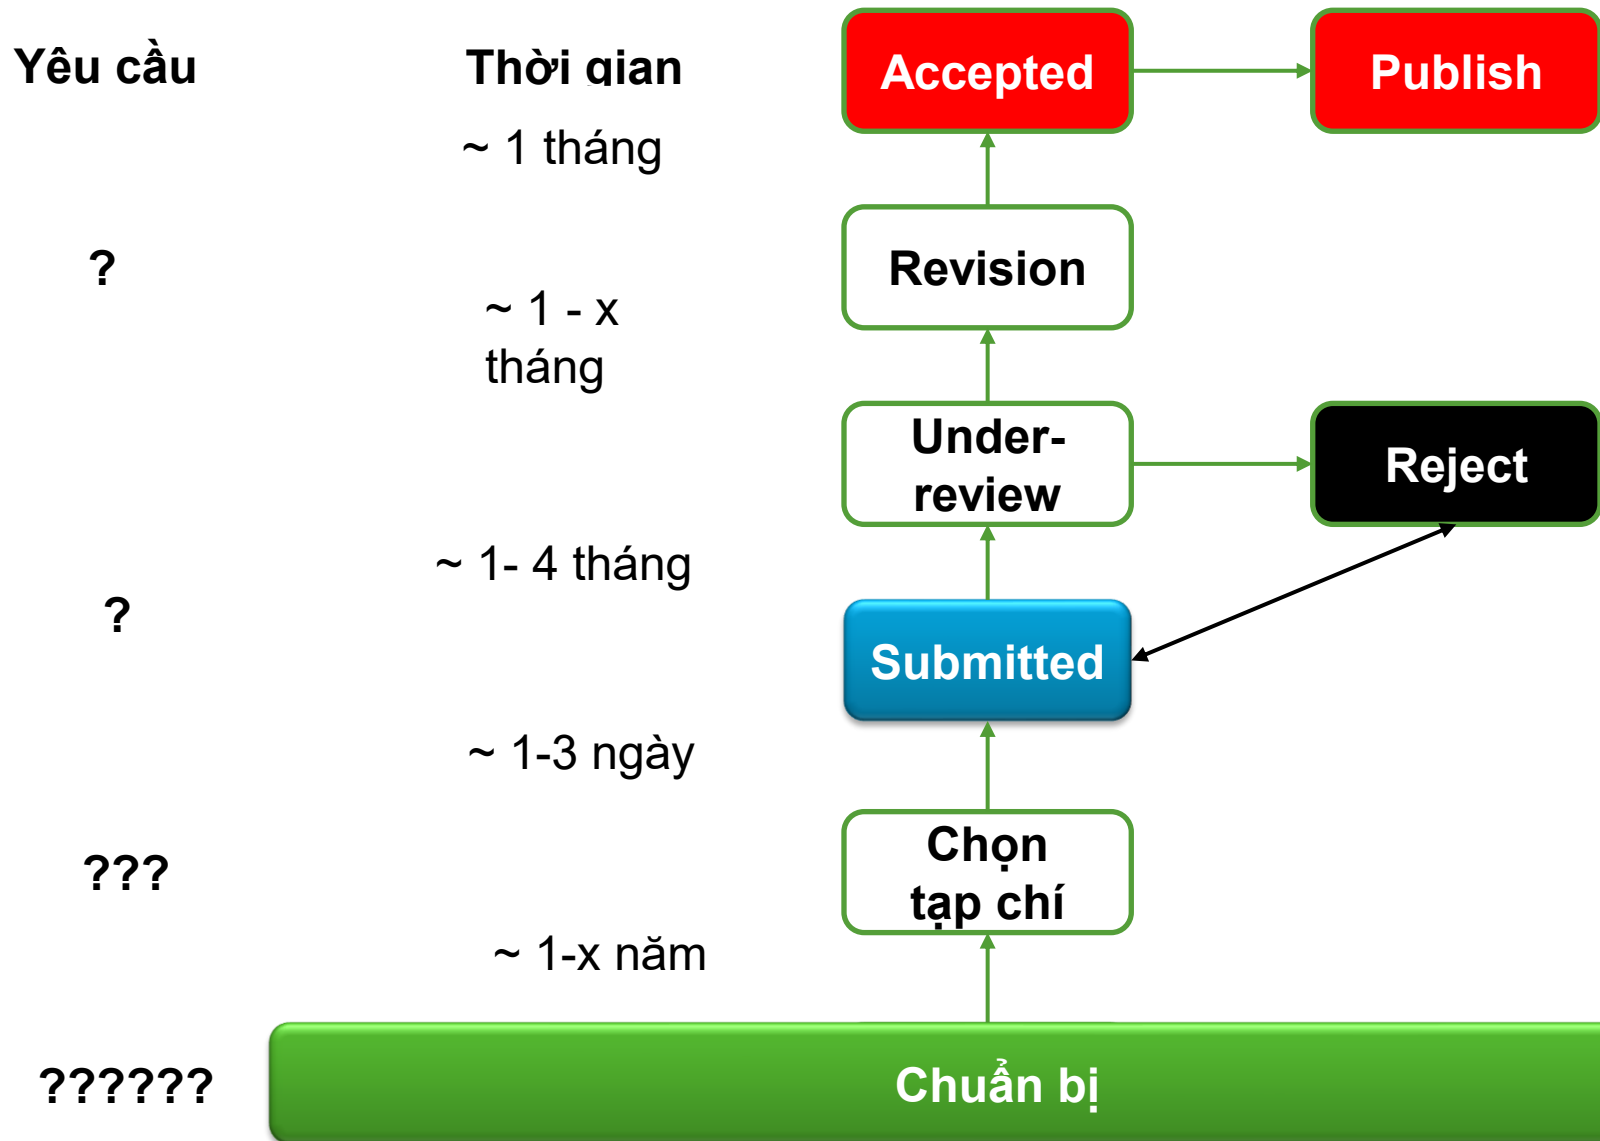 Yêu cầu
Thời gian
Accepted
Publish
~ 1 tháng
?
Revision
~ 1 - x
tháng
Under-
review
Reject
~ 1- 4 tháng
?
Submitted
~ 1-3 ngày
???
Chọn
tạp chí
~ 1-x năm
??????
Chuẩn bị